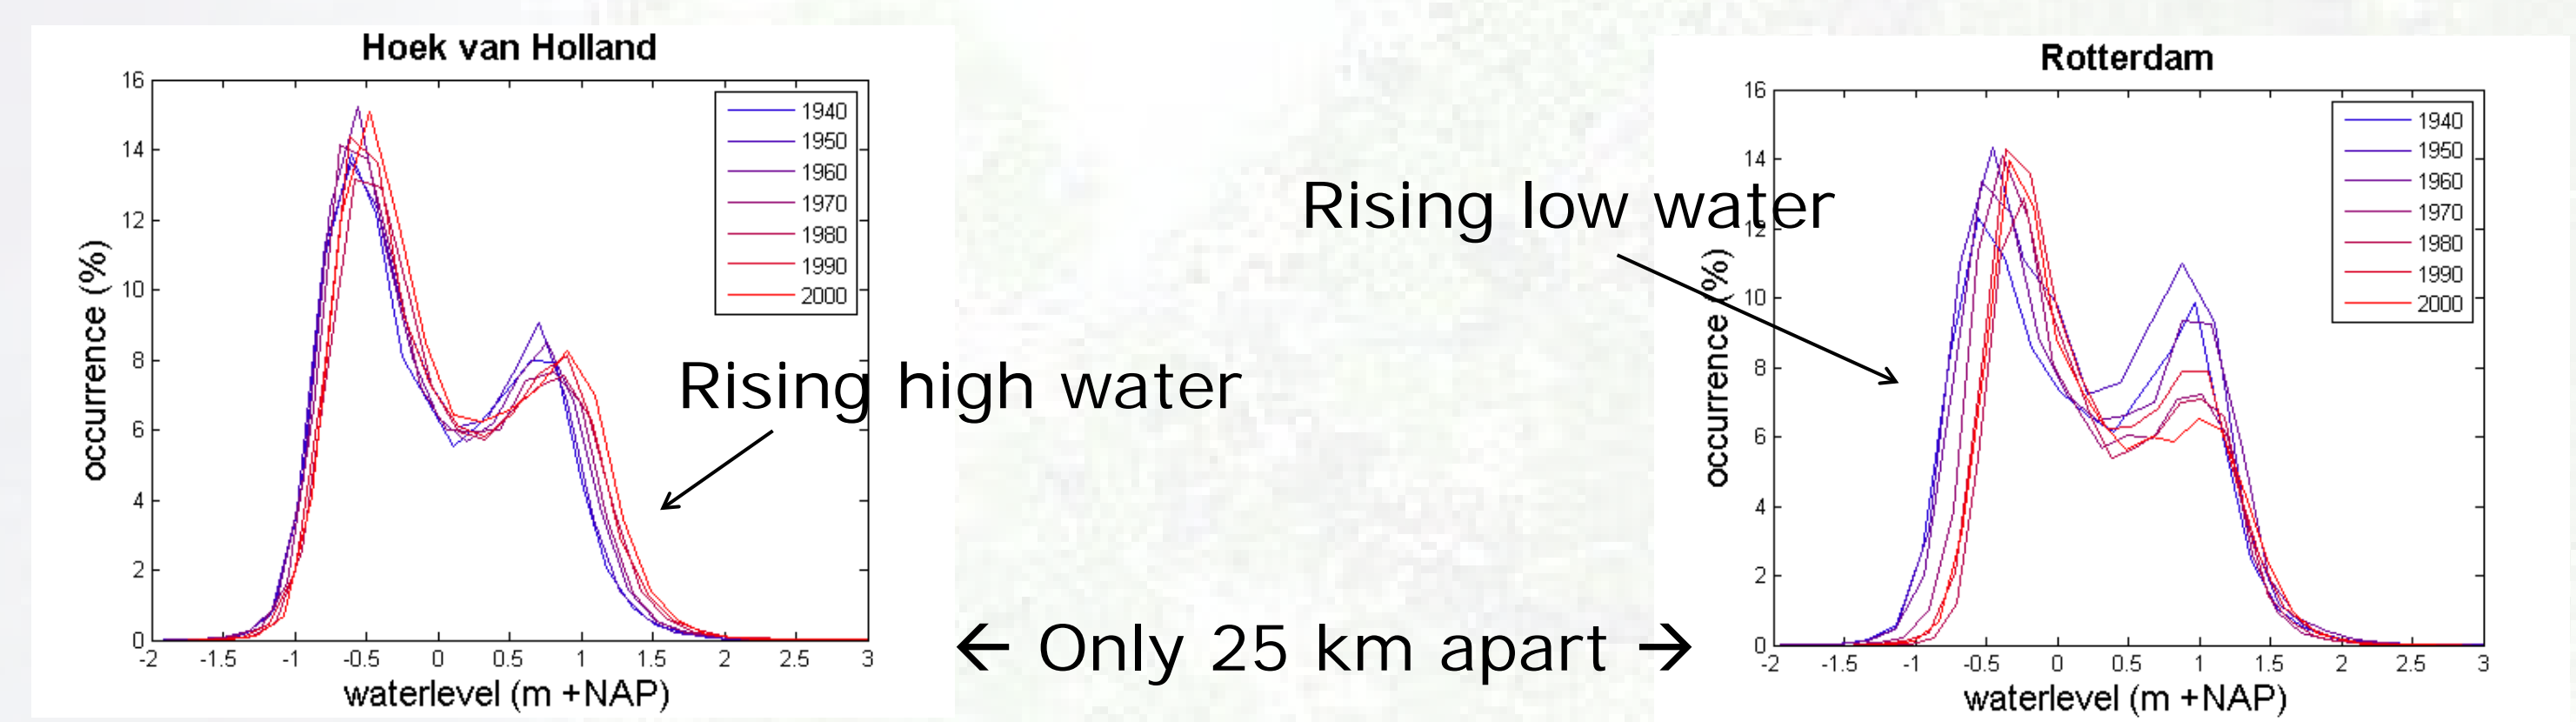 Hoek van Holland
16
14
12
10
8
6
4
2
0
occurrence (%)
-2 -1.5 -1 -0.5 0 0.5 1 1.5 2 2.5 3
waterlevel (m +NAP)
1940
1950
1960
1970
1980
1990
2000
Rising high water
← Only 25 km apart →
Rising low water
Rotterdam
16
14
12
10
8
6
4
2
0
occurrence (%)
-2 -1.5 -1 -0.5 0 0.5 1 1.5 2 2.5 3
waterlevel (m +NAP)
1940
1950
1960
1970
1980
1990
2000